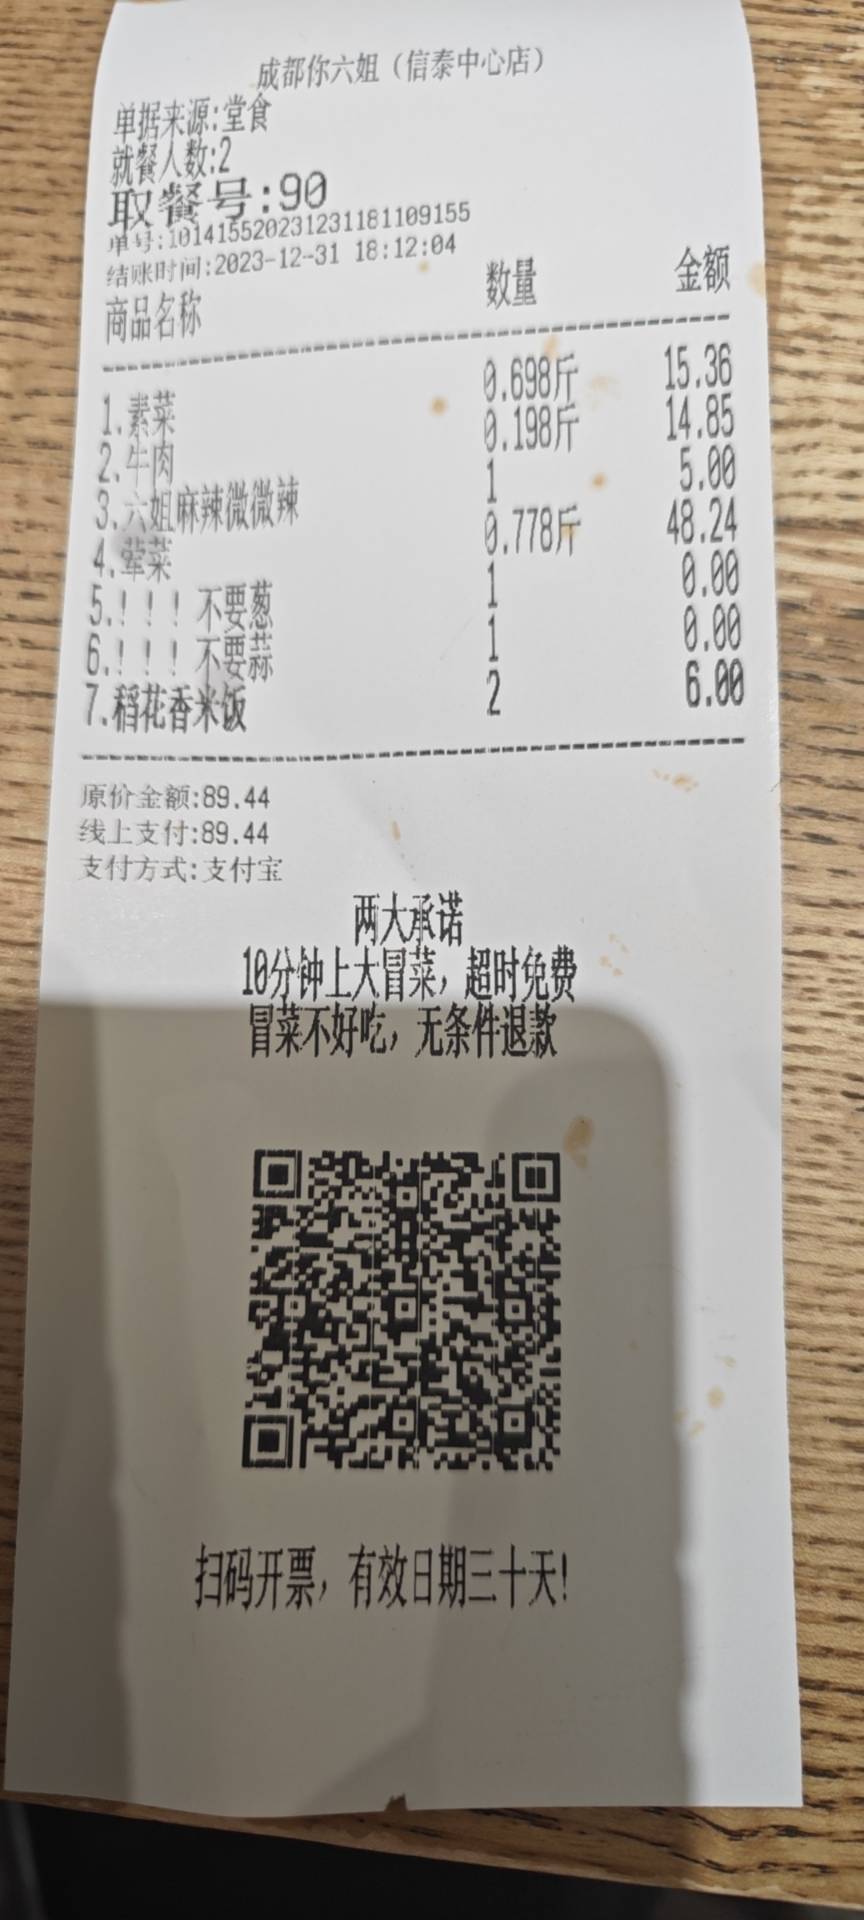 成都你六姐（信泰中心店）
单据来源:堂食
就餐人数:2
取餐号:90
单号:101415520231231181109155
结账时间:2023-12-31 18:12:04
商品名称 数量 金额
1.素菜 0.698斤 15.36
2.牛肉 0.198斤 14.85
3.六姐麻辣微微辣 1 5.00
4.荤菜 0.778斤 48.24
5.！！！不要葱 1 0.00
6.！！！不要蒜 1 0.00
7.稻花香米饭 2 6.00
原价金额:89.44
线上支付:89.44
支付方式:支付宝
两大承诺
10分钟上大冒菜，超时免费
冒菜不好吃，无条件退款
扫码开票，有效日期三十天!